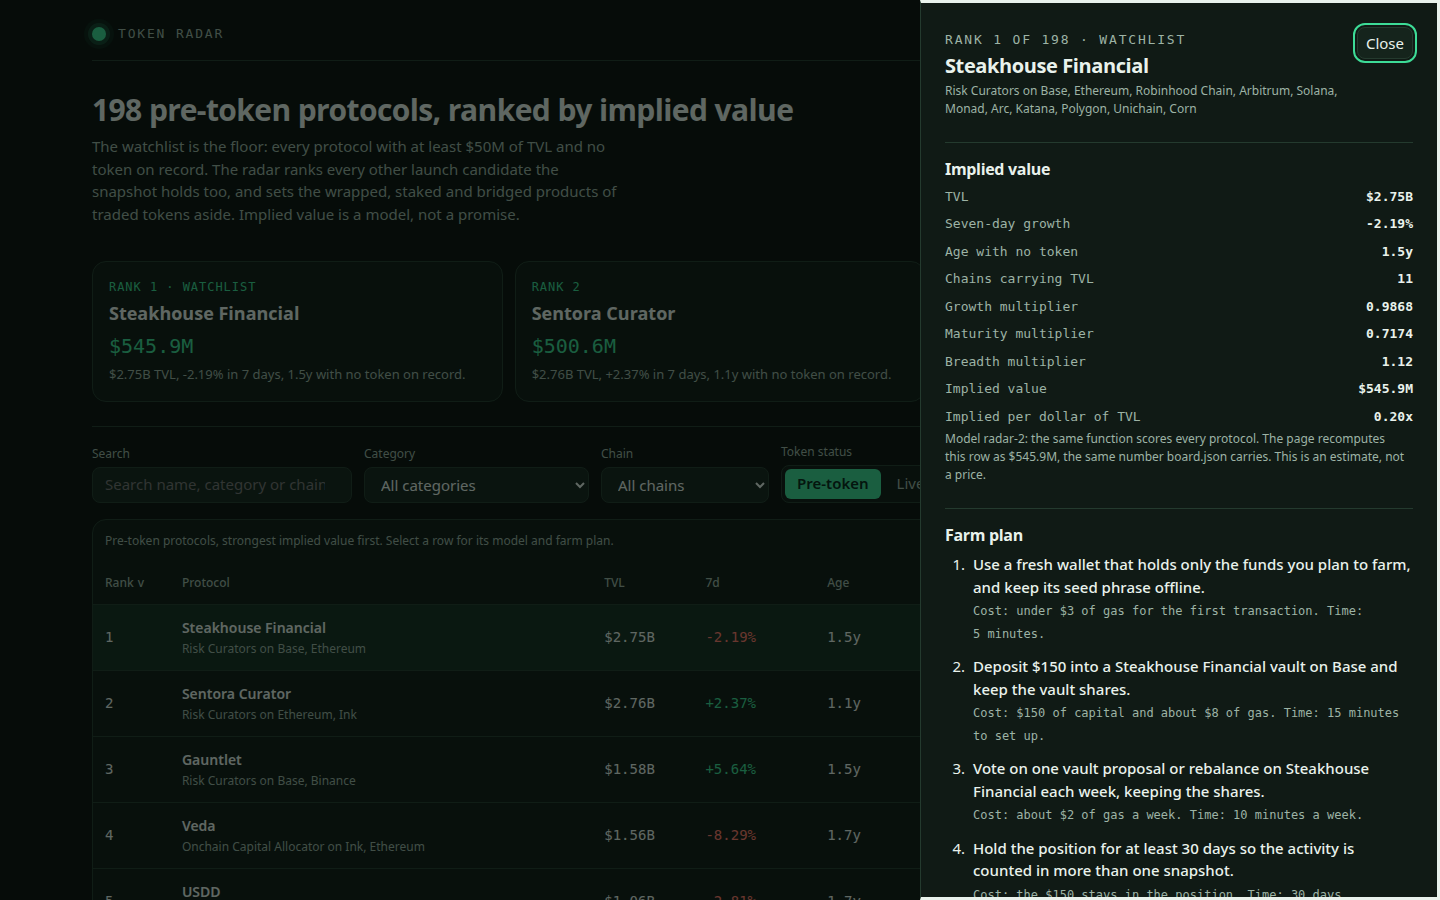 TOKEN RADAR
198 pre-token protocols, ranked by implied value
The watchlist is the floor: every protocol with at least $50M of TVL and no
token on record. The radar ranks every other launch candidate the
snapshot holds too, and sets the wrapped, staked and bridged products of
traded tokens aside. Implied value is a model, not a promise.
RANK 1 · WATCHLIST
Steakhouse Financial
$545.9M
$2.75B TVL, -2.19% in 7 days, 1.5y with no token on record.
RANK 2
Sentora Curator
$500.6M
$2.76B TVL, +2.37% in 7 days, 1.1y with no token on record.
Search
Category
Chain
Token status
Search name, category or chain
All categories
All chains
Pre-token
Live
Pre-token protocols, strongest implied value first. Select a row for its model and farm plan.
Rank v
Protocol
TVL
7d
Age
1
Steakhouse Financial
Risk Curators on Base, Ethereum
$2.75B
-2.19%
1.5y
2
Sentora Curator
Risk Curators on Ethereum, Ink
$2.76B
+2.37%
1.1y
3
Gauntlet
Risk Curators on Base, Binance
$1.58B
+5.64%
1.5y
4
Veda
Onchain Capital Allocator on Ink, Ethereum
$1.56B
-8.29%
1.7y
USDD
RANK 1 OF 198 · WATCHLIST
Close
Steakhouse Financial
Risk Curators on Base, Ethereum, Robinhood Chain, Arbitrum, Solana,
Monad, Arc, Katana, Polygon, Unichain, Corn
Implied value
TVL $2.75B
Seven-day growth -2.19%
Age with no token 1.5y
Chains carrying TVL 11
Growth multiplier 0.9868
Maturity multiplier 0.7174
Breadth multiplier 1.12
Implied value $545.9M
Implied per dollar of TVL 0.20x
Model radar-2: the same function scores every protocol. The page recomputes
this row as $545.9M, the same number board.json carries. This is an estimate, not
a price.
Farm plan
1. Use a fresh wallet that holds only the funds you plan to farm,
and keep its seed phrase offline.
Cost: under $3 of gas for the first transaction. Time:
5 minutes.
2. Deposit $150 into a Steakhouse Financial vault on Base and
keep the vault shares.
Cost: $150 of capital and about $8 of gas. Time: 15 minutes
to set up.
3. Vote on one vault proposal or rebalance on Steakhouse
Financial each week, keeping the shares.
Cost: about $2 of gas a week. Time: 10 minutes a week.
4. Hold the position for at least 30 days so the activity is
counted in more than one snapshot.
Cost: the $150 stays in the position. Time: 30 days